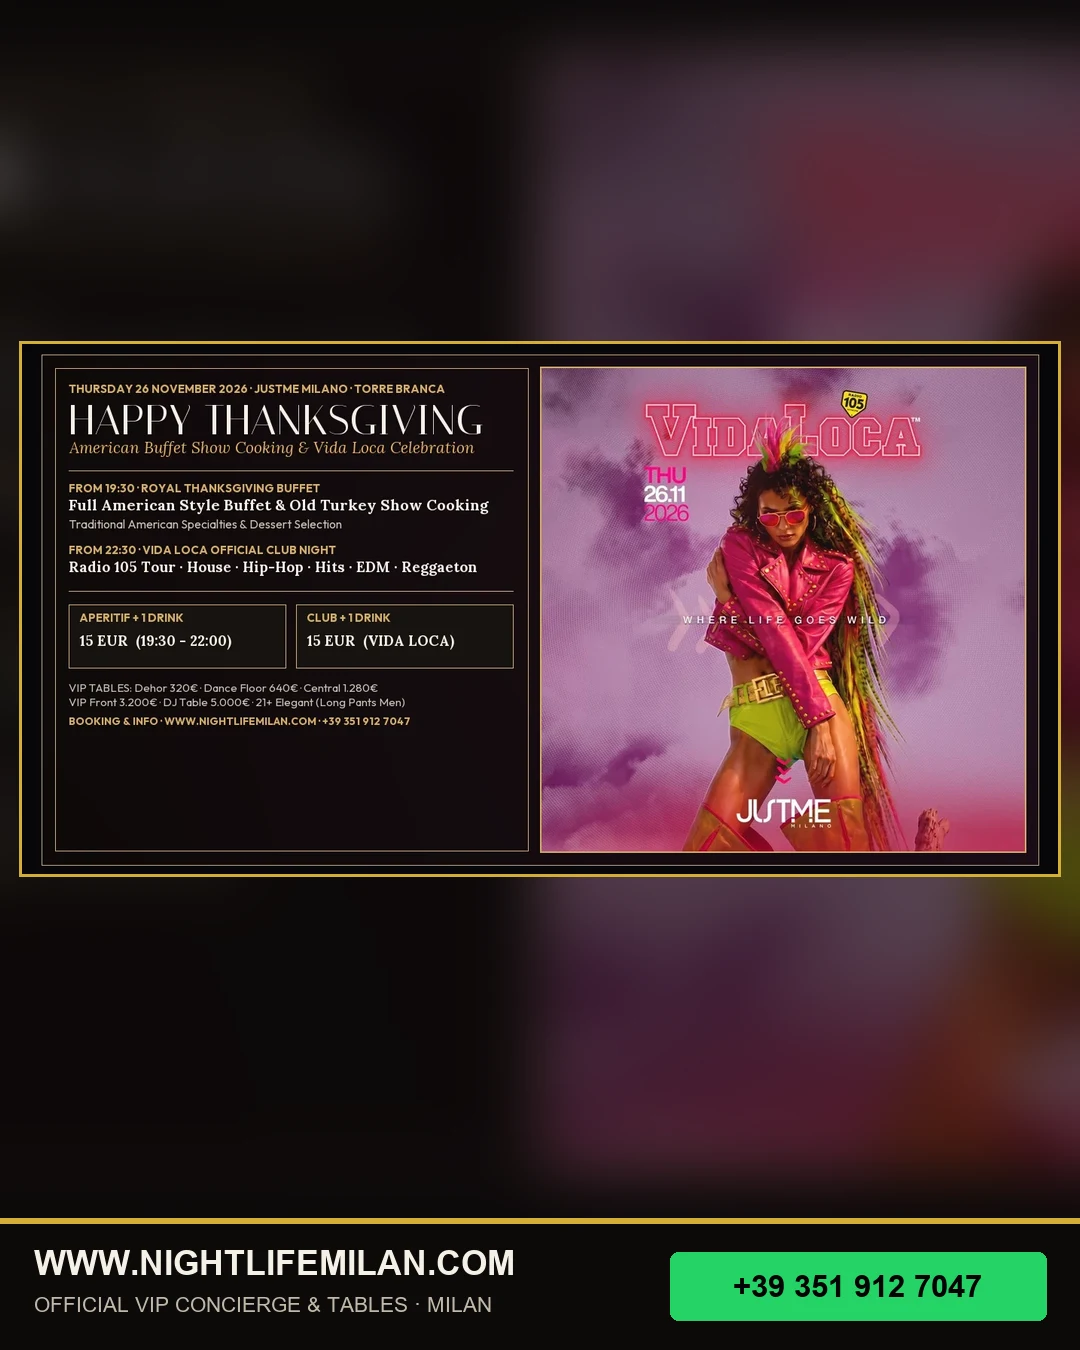 THURSDAY 26 NOVEMBER 2026 · JUSTME MILANO · TORRE BRANCA
HAPPY THANKSGIVING
American Buffet Show Cooking & Vida Loca Celebration
FROM 19:30 · ROYAL THANKSGIVING BUFFET
Full American Style Buffet & Old Turkey Show Cooking
Traditional American Specialties & Dessert Selection
FROM 22:30 · VIDA LOCA OFFICIAL CLUB NIGHT
Radio 105 Tour · House · Hip-Hop · Hits · EDM · Reggaeton
APERITIF + 1 DRINK
15 EUR (19:30 - 22:00)
CLUB + 1 DRINK
15 EUR (VIDA LOCA)
VIP TABLES: Dehor 320€ · Dance Floor 640€ · Central 1.280€
VIP Front 3.200€ · DJ Table 5.000€ · 21+ Elegant (Long Pants Men)
BOOKING & INFO · WWW.NIGHTLIFEMILAN.COM · +39 351 912 7047
RADIO
105
VIDA LOCA™
THU
26.11
2026
WHERE LIFE GOES WILD
JUSTME
MILANO
WWW.NIGHTLIFEMILAN.COM
OFFICIAL VIP CONCIERGE & TABLES · MILAN
+39 351 912 7047